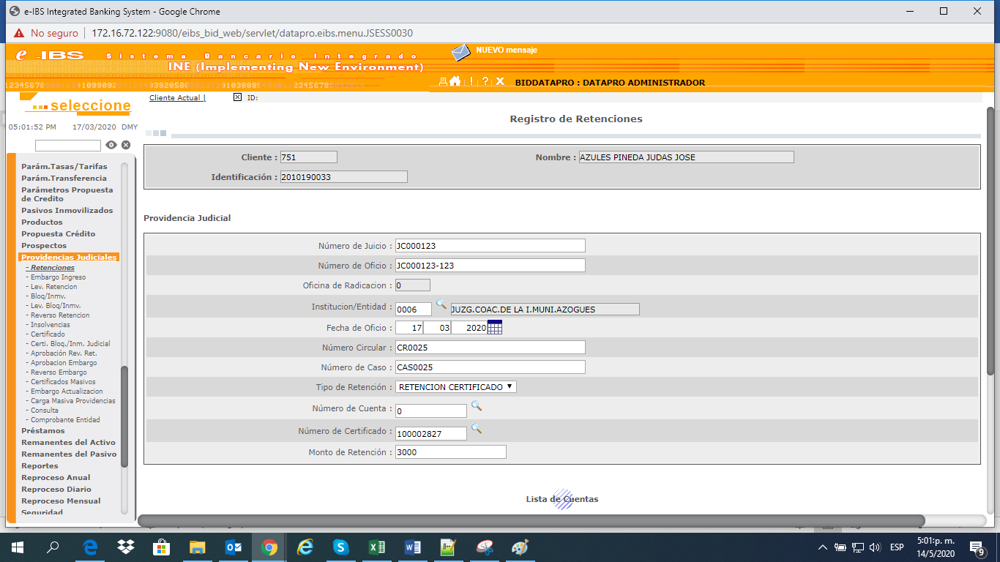 e-IBS Integrated Banking System - Google Chrome
No seguro 172.16.72.122:9080/eibs_bid_web/servlet/datapro.eibs.menu.JSESS0030
e -IBS Sistema Bancario Integrado
INE (Implementing New Environment)
NUEVO mensaje
BIDDATAPRO : DATAPRO ADMINISTRADOR
seleccione
05:01:52 PM 17/03/2020 DMY
Cliente Actual | ID:
Parám.Tasas/Tarifas
Parám.Transferencia
Parámetros Propuesta
de Credito
Pasivos Inmovilizados
Productos
Propuesta Crédito
Prospectos
Providencias Judiciales
- Retenciones
- Embargo Ingreso
- Lev. Retencion
- Bloq/Inmv.
- Lev. Bloq/Inmv.
- Reverso Retencion
- Insolvencias
- Certificado
- Certi. Bloq./Inm. Judicial
- Aprobación Rev. Ret.
- Aprobacion Embargo
- Reverso Embargo
- Certificados Masivos
- Embargo Actualizacion
- Carga Masiva Providencias
- Consulta
- Comprobante Entidad
Préstamos
Remanentes del Activo
Remanentes del Pasivo
Reportes
Reproceso Anual
Reproceso Diario
Reproceso Mensual
Seguridad
Registro de Retenciones
Cliente : 751 Nombre : AZULES PINEDA JUDAS JOSE
Identificación : 2010190033
Providencia Judicial
Número de Juicio : JC000123
Número de Oficio : JC000123-123
Oficina de Radicacion : 0
Institucion/Entidad : 0006 JUZG.COAC.DE LA I.MUNI.AZOGUES
Fecha de Oficio : 17 03 2020
Número Circular : CR0025
Número de Caso : CAS0025
Tipo de Retención : RETENCION CERTIFICADO
Número de Cuenta : 0
Número de Certificado : 100002827
Monto de Retención : 3000
Lista de Cuentas
ESP
5:01:p. m.
14/5/2020
9